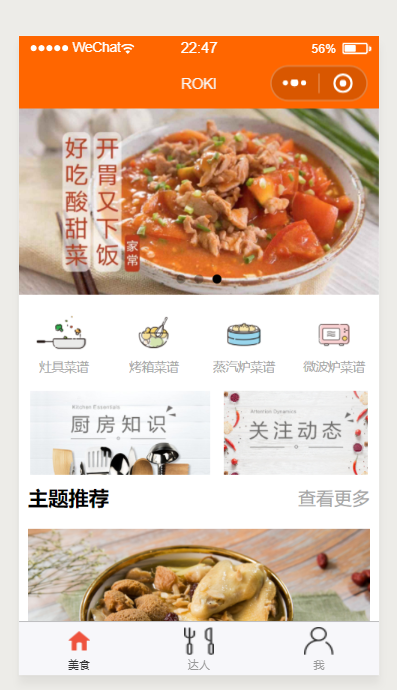 WeChat 22:47 56%
ROKI
开胃又下饭
好吃酸甜菜
家常
灶具菜谱 烤箱菜谱 蒸汽炉菜谱 微波炉菜谱
Kitchen Essentials
厨房知识
Attention Dynamics
关注动态
主题推荐 查看更多
美食 达人 我